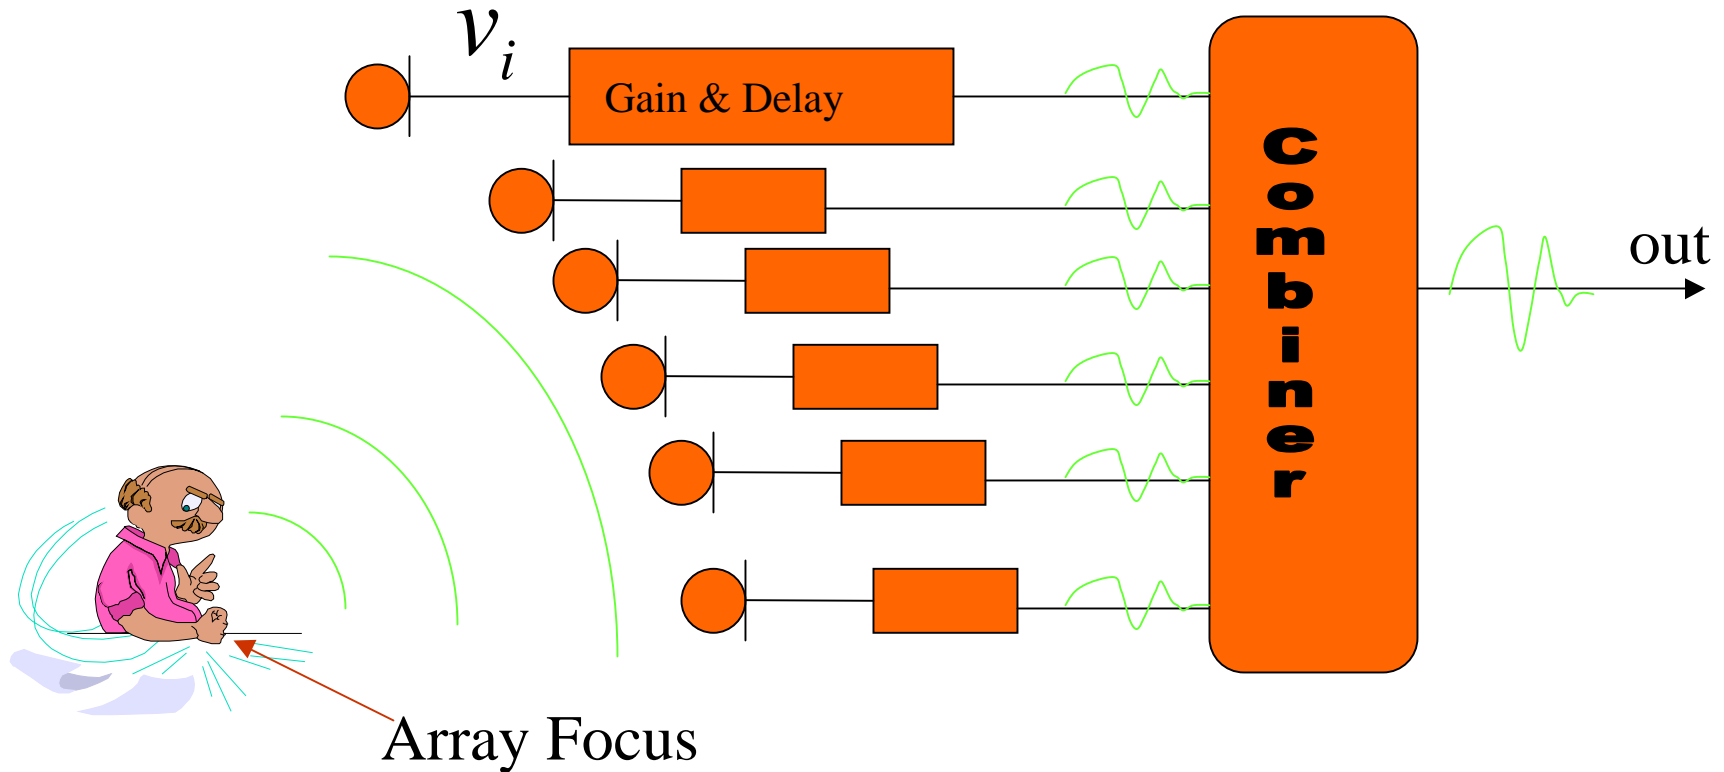 v_i
Gain & Delay
Combiner
out
Array Focus